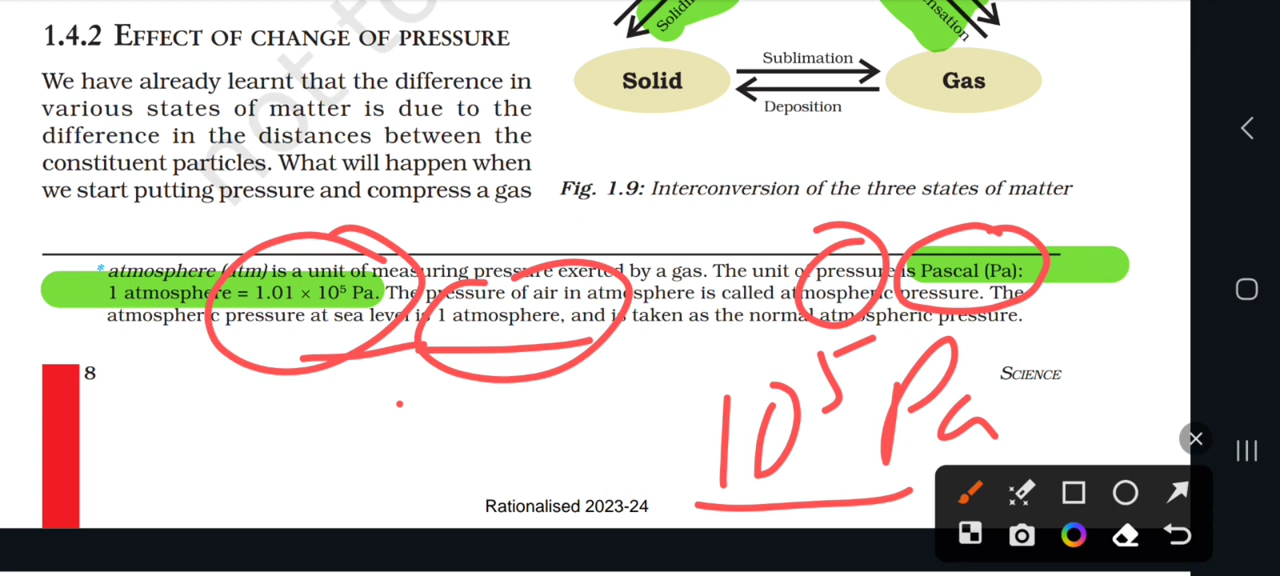 Solidi
nsation
1.4.2 EFFECT OF CHANGE OF PRESSURE
We have already learnt that the difference in
various states of matter is due to the
difference in the distances between the
constituent particles. What will happen when
we start putting pressure and compress a gas
Sublimation
Solid
Gas
Deposition
Fig. 1.9: Interconversion of the three states of matter
not to
* atmosphere (atm) is a unit of measuring pressure exerted by a gas. The unit of pressure is Pascal (Pa):
1 atmosphere = 1.01 × 10⁵ Pa. The pressure of air in atmosphere is called atmospheric pressure. The
atmospheric pressure at sea level is 1 atmosphere, and is taken as the normal atmospheric pressure.
10⁵ Pa
8
SCIENCE
Rationalised 2023-24